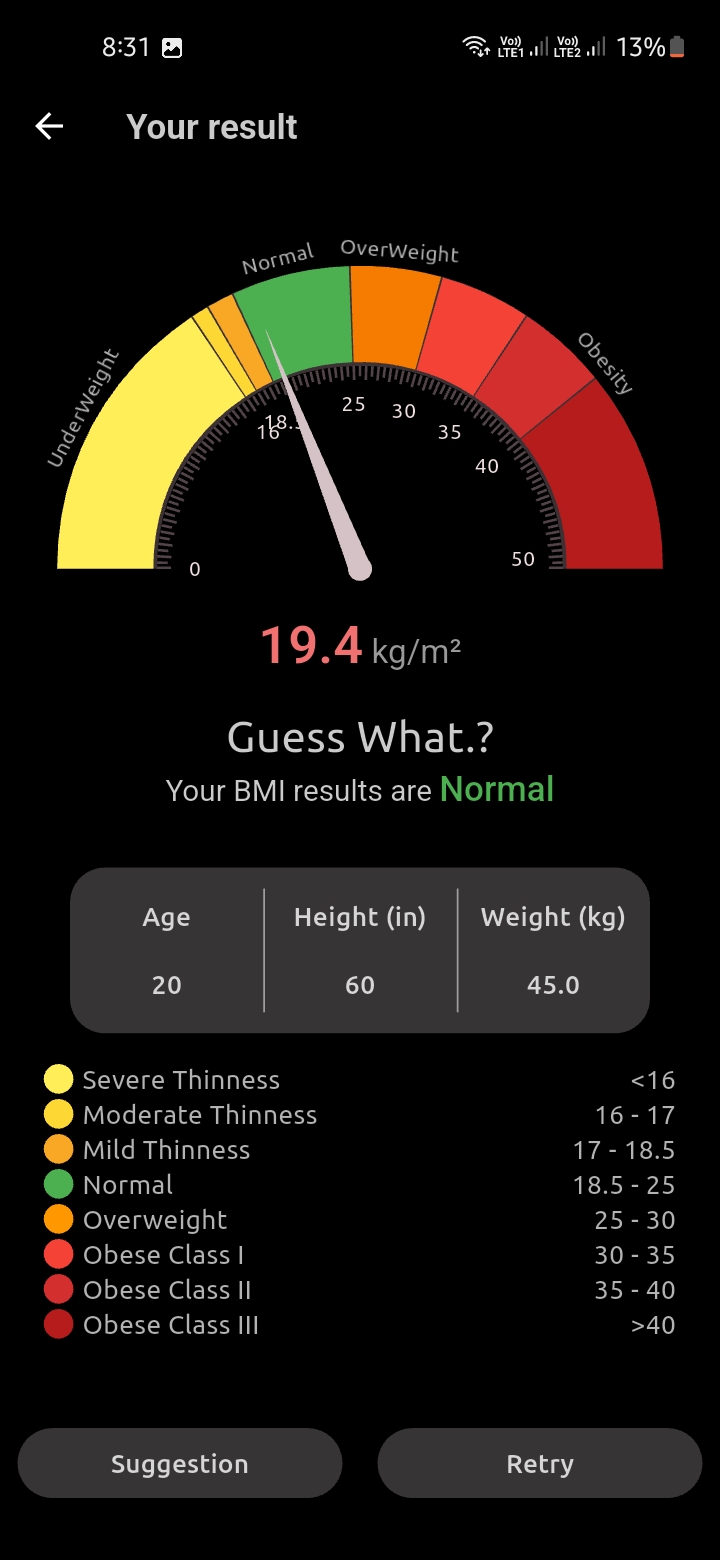 8:31 Vo)) LTE1 Vo)) LTE2 13%
Your result
Normal OverWeight
UnderWeight Obesity
0 16 18.5 25 30 35 40 50
19.4 kg/m²
Guess What.?
Your BMI results are Normal
Age Height (in) Weight (kg)
20 60 45.0
Severe Thinness <16
Moderate Thinness 16 - 17
Mild Thinness 17 - 18.5
Normal 18.5 - 25
Overweight 25 - 30
Obese Class I 30 - 35
Obese Class II 35 - 40
Obese Class III >40
Suggestion Retry